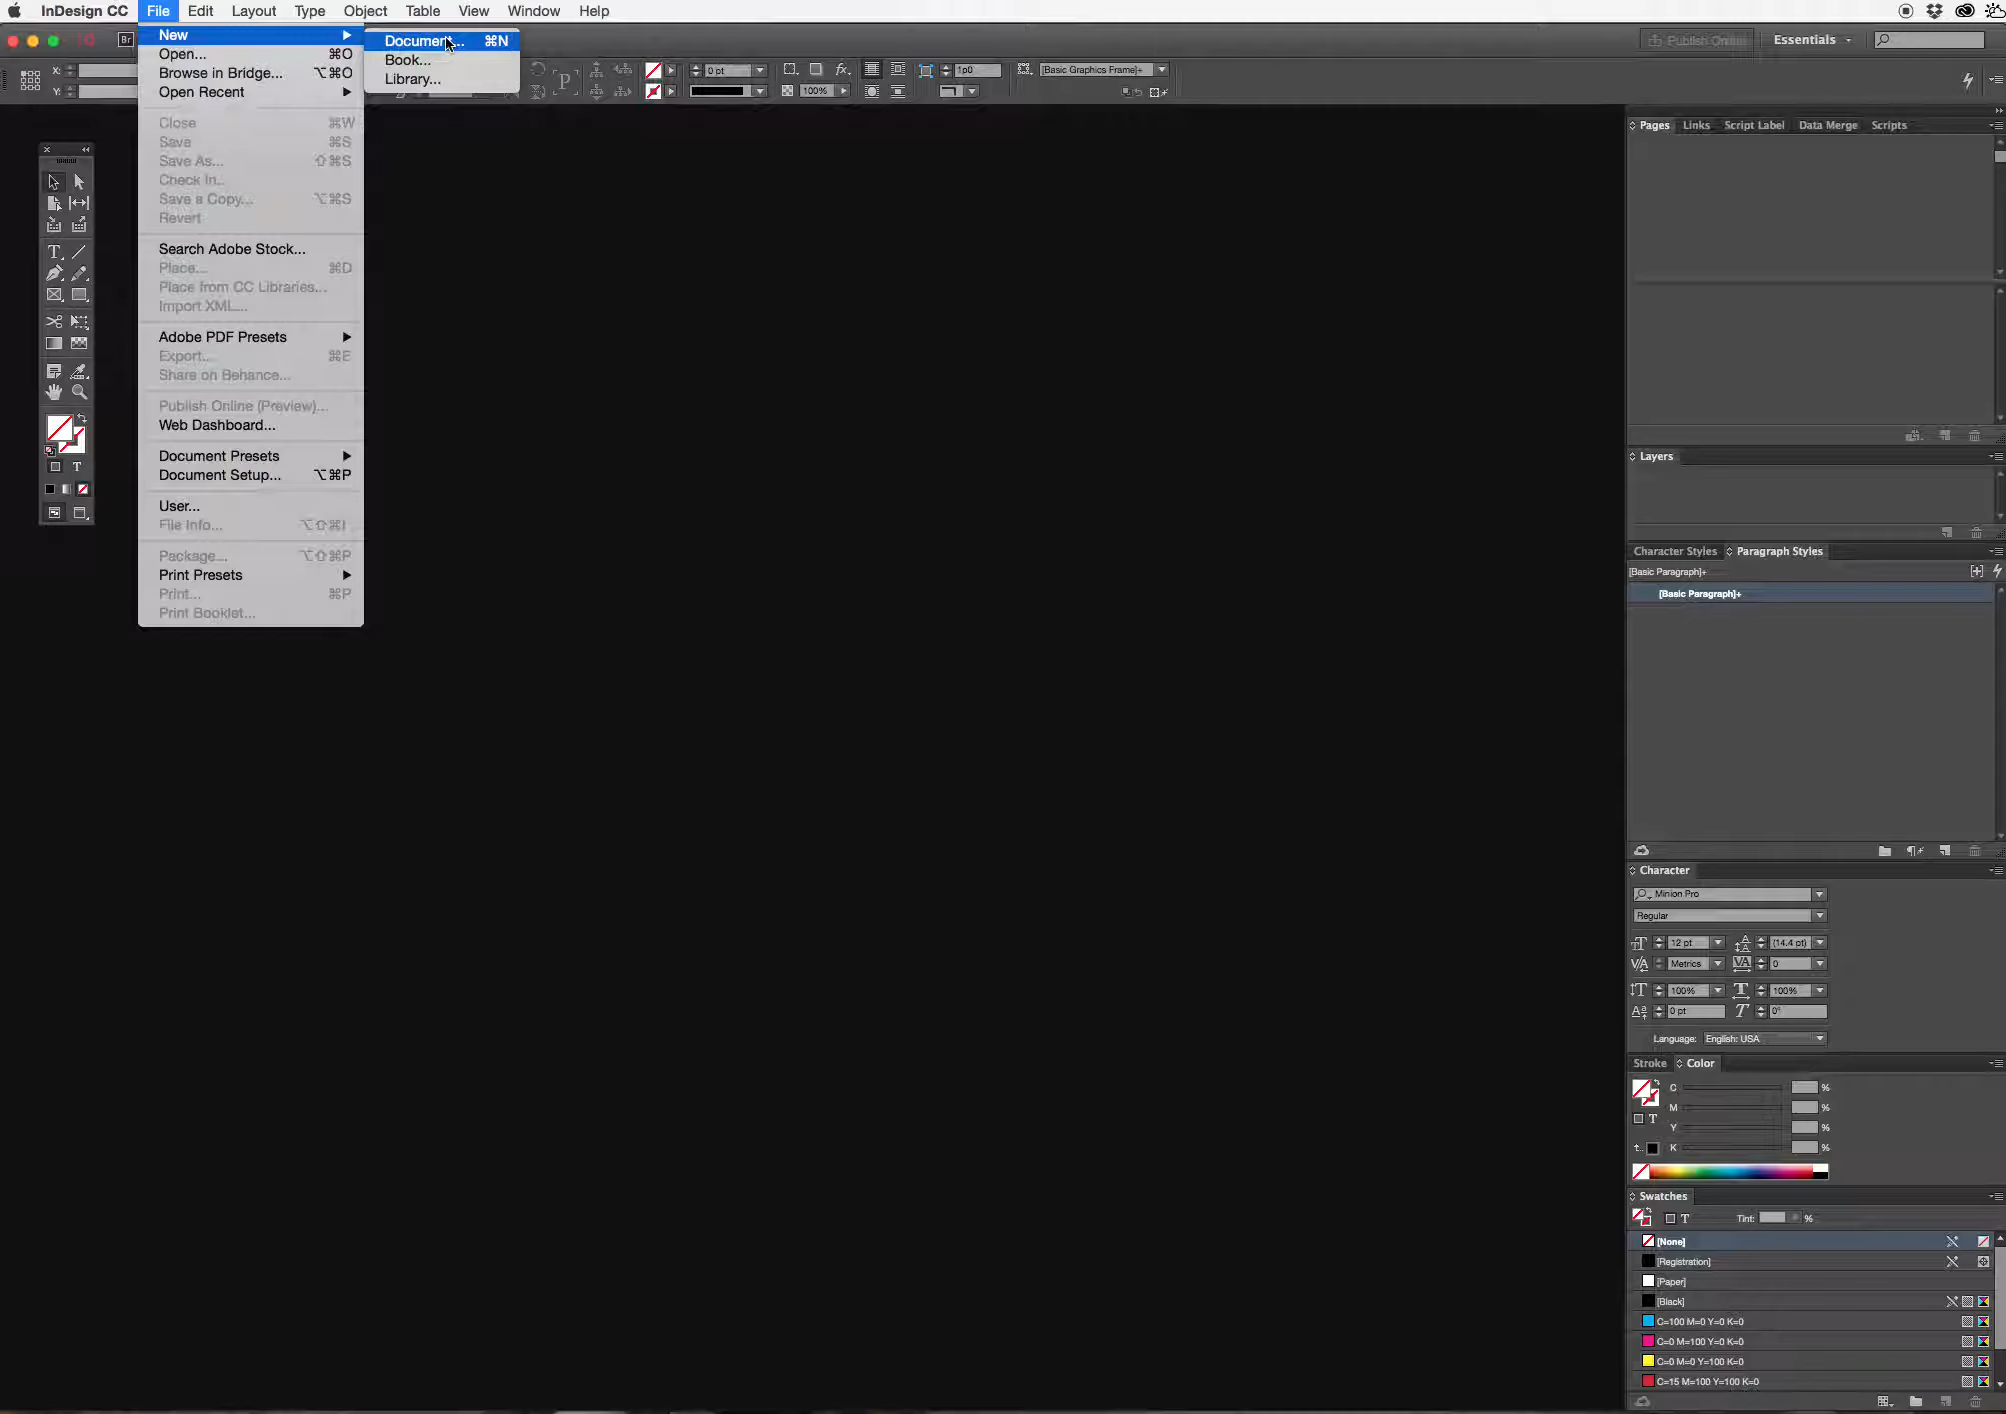 InDesign CC File Edit Layout Type Object Table View Window Help
Br
Publish Online
Essentials
New
Open... ⌘O
Browse in Bridge... ⌥⌘O
Open Recent
Close ⌘W
Save ⌘S
Save As... ⇧⌘S
Check In...
Save a Copy... ⌥⌘S
Revert
Search Adobe Stock...
Place... ⌘D
Place from CC Libraries...
Import XML...
Adobe PDF Presets
Export... ⌘E
Share on Behance...
Publish Online (Preview)...
Web Dashboard...
Document Presets
Document Setup... ⌥⌘P
User...
File Info... ⌥⇧⌘I
Package... ⌥⇧⌘P
Print Presets
Print... ⌘P
Print Booklet...
Document... ⌘N
Book...
Library...
X:
Y:
0 pt
100%
1p0
[Basic Graphics Frame]+
Pages Links Script Label Data Merge Scripts
Layers
Character Styles Paragraph Styles
[Basic Paragraph]+
[Basic Paragraph]+
Character
Minion Pro
Regular
12 pt (14.4 pt)
Metrics 0
100% 100%
0 pt 0°
Language: English: USA
Stroke Color
C %
M %
Y %
K %
Swatches
Tint: %
[None]
[Registration]
[Paper]
[Black]
C=100 M=0 Y=0 K=0
C=0 M=100 Y=0 K=0
C=0 M=0 Y=100 K=0
C=15 M=100 Y=100 K=0